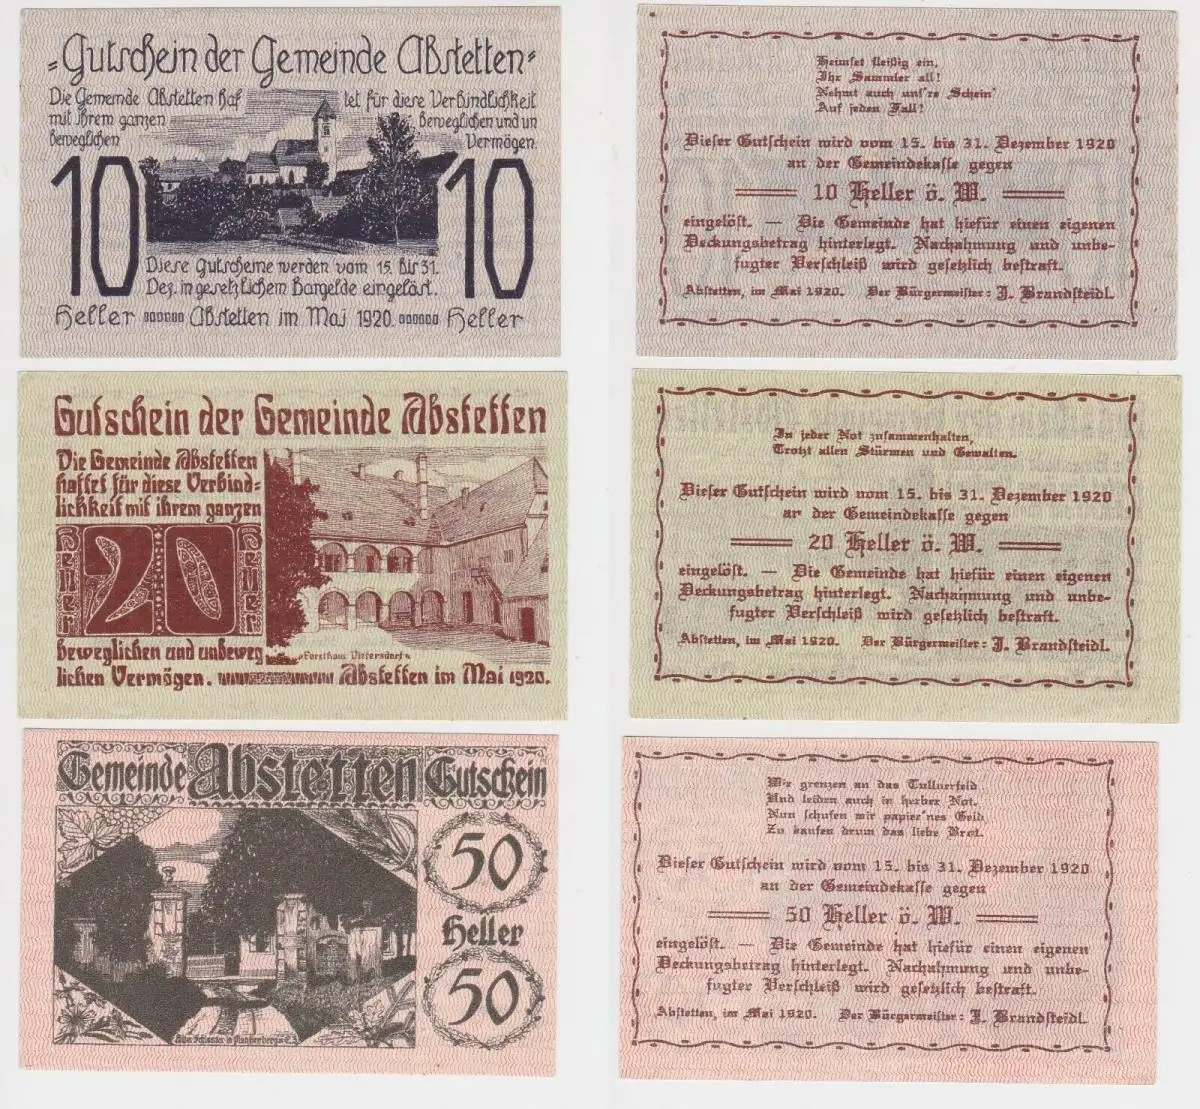 „Gutschein der Gemeinde Abstetten"
Die Gemeinde Abstetten haf tet für diese Verbindlichkeit
mit ihrem ganzen beweglichen und un
beweglichen Vermögen.
10 10
Diese Gutscheine werden vom 15. bis 31.
Dez. in gesetzlichem Bargelde eingelöst.
Heller Abstetten im Mai 1920. Heller
Heimset fleißig ein,
Ihr Sammler all!
Nehmt auch uns're Schein'
Auf jeden Fall!
Dieser Gutschein wird vom 15. bis 31. Dezember 1920
an der Gemeindekasse gegen
10 Heller ö. W.
eingelöst. — Die Gemeinde hat hiefür einen eigenen
Deckungsbetrag hinterlegt. Nachahmung und unbe-
fugter Verschleiß wird gesetzlich bestraft.
Abstetten, im Mai 1920. Der Bürgermeister: J. Brandsteidl.
Gutschein der Gemeinde Abstetten
Die Gemeinde Abstetten
haftet für diese Verbind-
lichkeit mit ihrem ganzen
Heller 20 Heller
beweglichen und unbeweg
„Forsthaus Dietersdorf"
lichen Vermögen. Abstetten im Mai 1920.
In jeder Not zusammenhalten,
Trotzt allen Stürmen und Gewalten.
Dieser Gutschein wird vom 15. bis 31. Dezember 1920
an der Gemeindekasse gegen
20 Heller ö. W.
eingelöst. — Die Gemeinde hat hiefür einen eigenen
Deckungsbetrag hinterlegt. Nachahmung und unbe-
fugter Verschleiß wird gesetzlich bestraft.
Abstetten, im Mai 1920. Der Bürgermeister: J. Brandsteidl.
Gemeinde Abstetten Gutschein
50
Heller
50
Wir grenzen an das Tullnerfeld
Und leiden auch in herber Not.
Nun schufen wir papier'nes Geld,
Zu kaufen drum das liebe Brot.
Dieser Gutschein wird vom 15. bis 31. Dezember 1920
an der Gemeindekasse gegen
50 Heller ö. W.
eingelöst. — Die Gemeinde hat hiefür einen eigenen
Deckungsbetrag hinterlegt. Nachahmung und unbe-
fugter Verschleiß wird gesetzlich bestraft.
Abstetten, im Mai 1920. Der Bürgermeister: J. Brandsteidl.